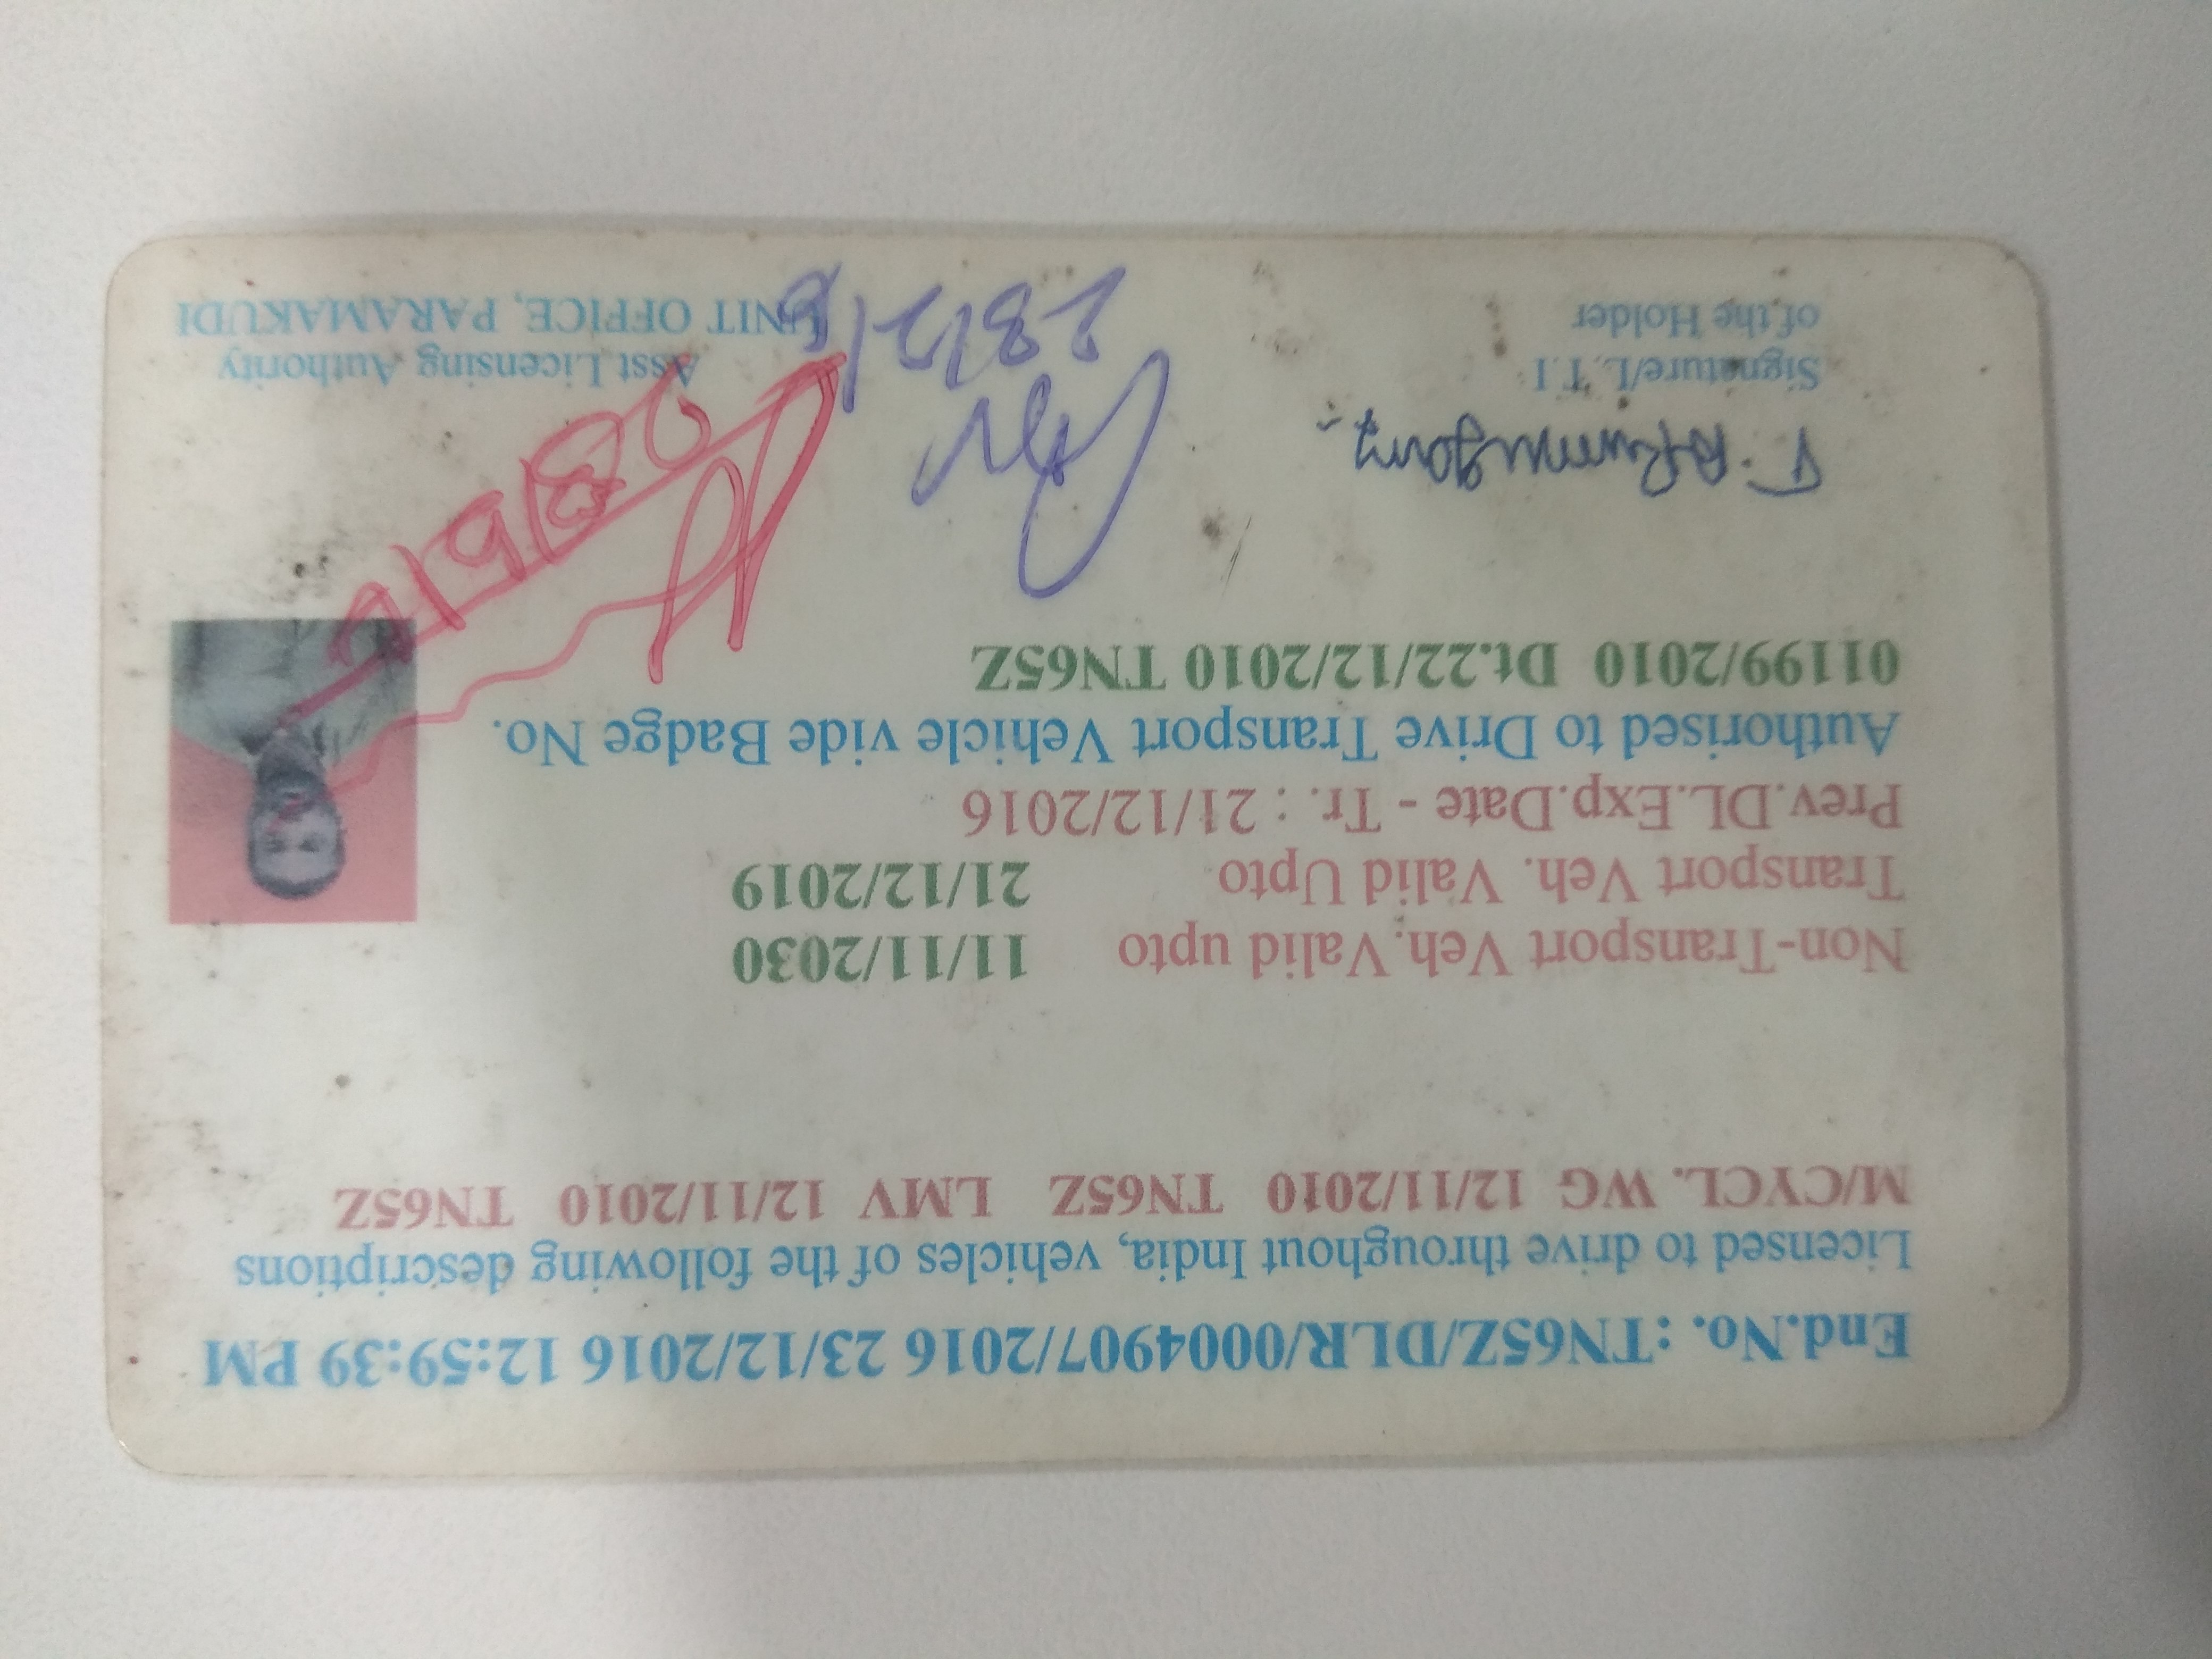 End.No. :TN65Z/DLR/0004907/2016 23/12/2016 12:59:39 PM
Licensed to drive throughout India, vehicles of the following descriptions
M/CYCL. WG 12/11/2010 TN65Z LMV 12/11/2010 TN65Z
Non-Transport Veh.Valid upto 11/11/2030
Transport Veh. Valid Upto 21/12/2019
Prev.DL.Exp.Date - Tr. : 21/12/2016
Authorised to Drive Transport Vehicle vide Badge No.
01199/2010 Dt.22/12/2010 TN65Z
Signature/L.T.I
of the Holder
28/12/16
Asst Licensing Authority
UNIT OFFICE, PARAMAKUDI